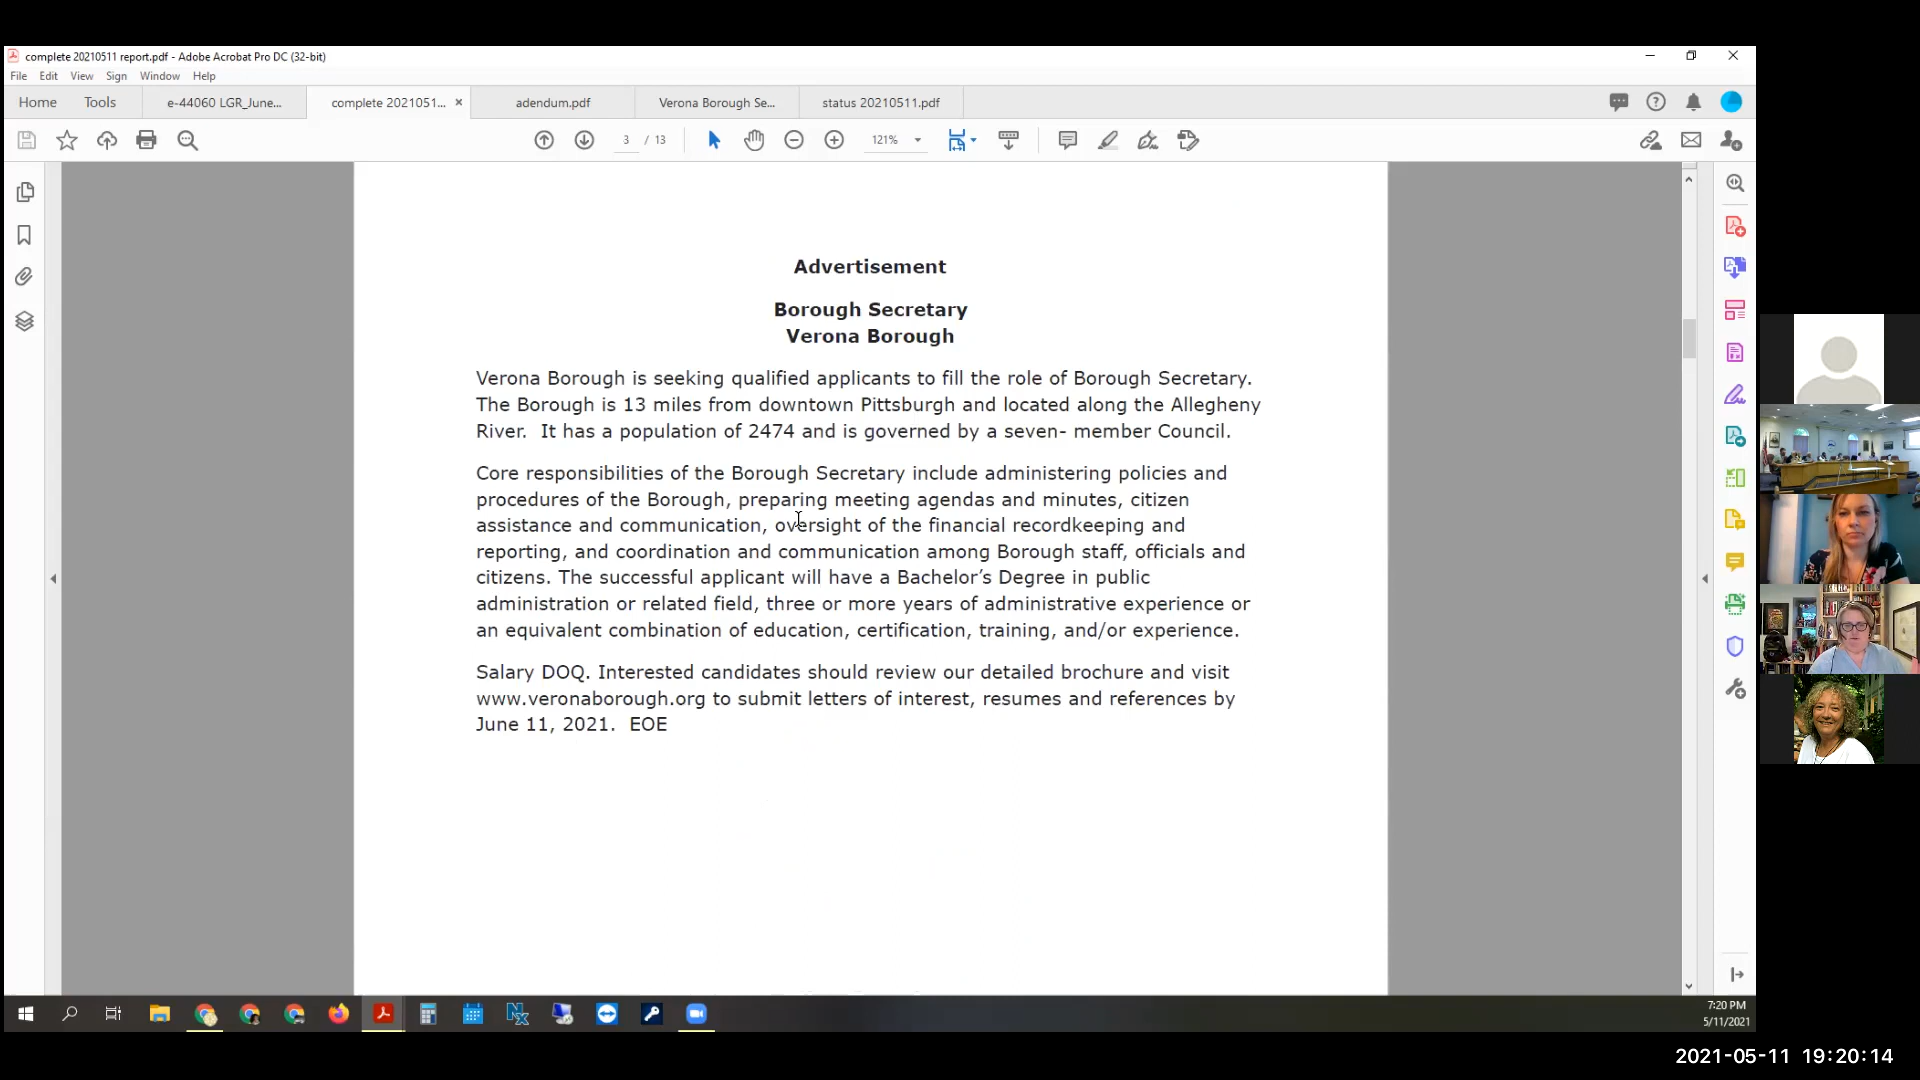 complete 20210511 report.pdf - Adobe Acrobat Pro DC (32-bit)
File Edit View Sign Window Help
Home Tools e-44060 LGR_June... complete 2021051... × adendum.pdf Verona Borough Se... status 20210511.pdf
3 / 13 121%
Advertisement
Borough Secretary
Verona Borough
Verona Borough is seeking qualified applicants to fill the role of Borough Secretary.
The Borough is 13 miles from downtown Pittsburgh and located along the Allegheny
River. It has a population of 2474 and is governed by a seven- member Council.
Core responsibilities of the Borough Secretary include administering policies and
procedures of the Borough, preparing meeting agendas and minutes, citizen
assistance and communication, oversight of the financial recordkeeping and
reporting, and coordination and communication among Borough staff, officials and
citizens. The successful applicant will have a Bachelor’s Degree in public
administration or related field, three or more years of administrative experience or
an equivalent combination of education, certification, training, and/or experience.
Salary DOQ. Interested candidates should review our detailed brochure and visit
www.veronaborough.org to submit letters of interest, resumes and references by
June 11, 2021. EOE
7:20 PM
5/11/2021
2021-05-11 19:20:14